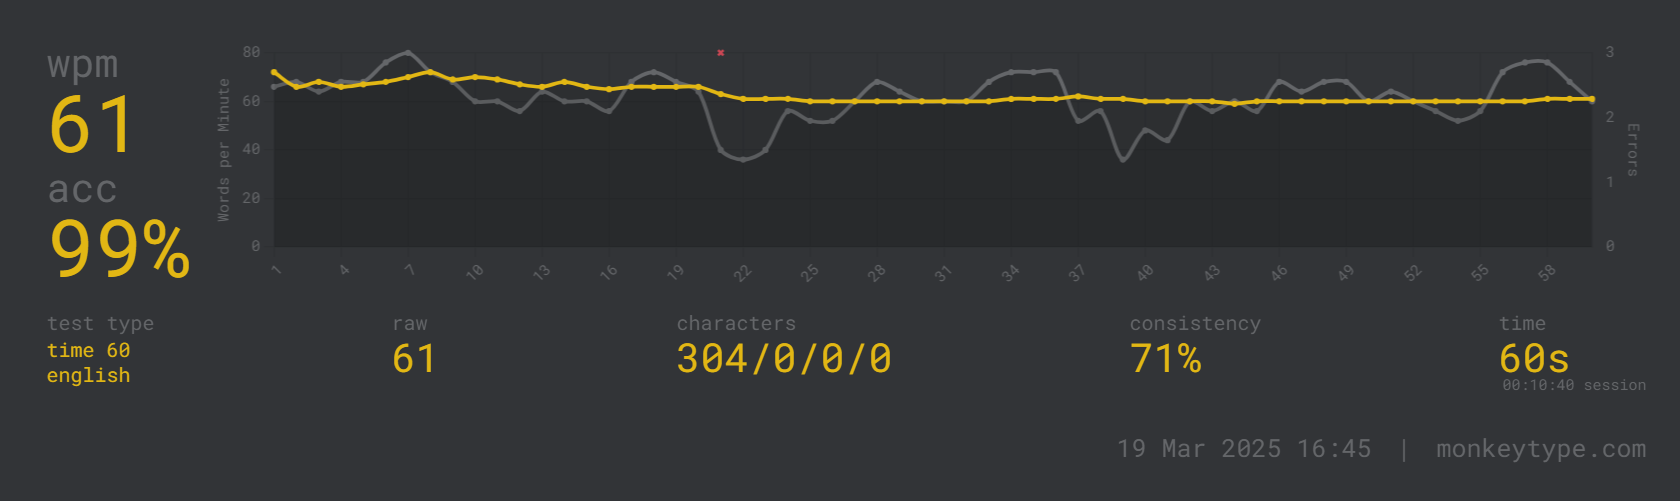 wpm
61
acc
99%
Words per Minute
80
60
40
20
0
3
2
1
0
Errors
1 4 7 10 13 16 19 22 25 28 31 34 37 40 43 46 49 52 55 58
test type
time 60
english
raw
61
characters
304/0/0/0
consistency
71%
time
60s
00:10:40 session
19 Mar 2025 16:45 | monkeytype.com